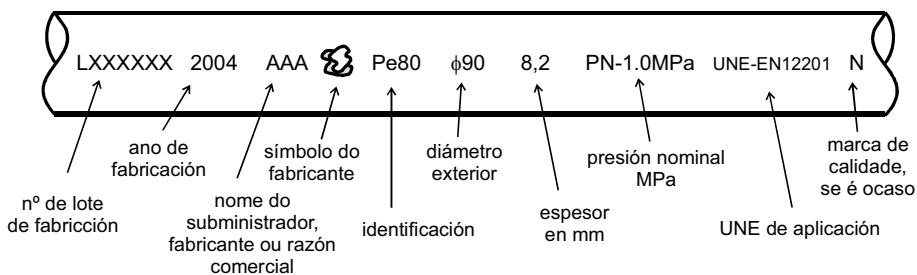 LXXXXXX 2004 AAA Pe80 ϕ90 8,2 PN-1.0MPa UNE-EN12201 N
nº de lote
de fabricción
ano de
fabricación
nome do
subministrador,
fabricante ou razón
comercial
símbolo do
fabricante
identificación
diámetro
exterior
espesor
en mm
presión nominal
MPa
UNE de aplicación
marca de
calidade,
se é ocaso